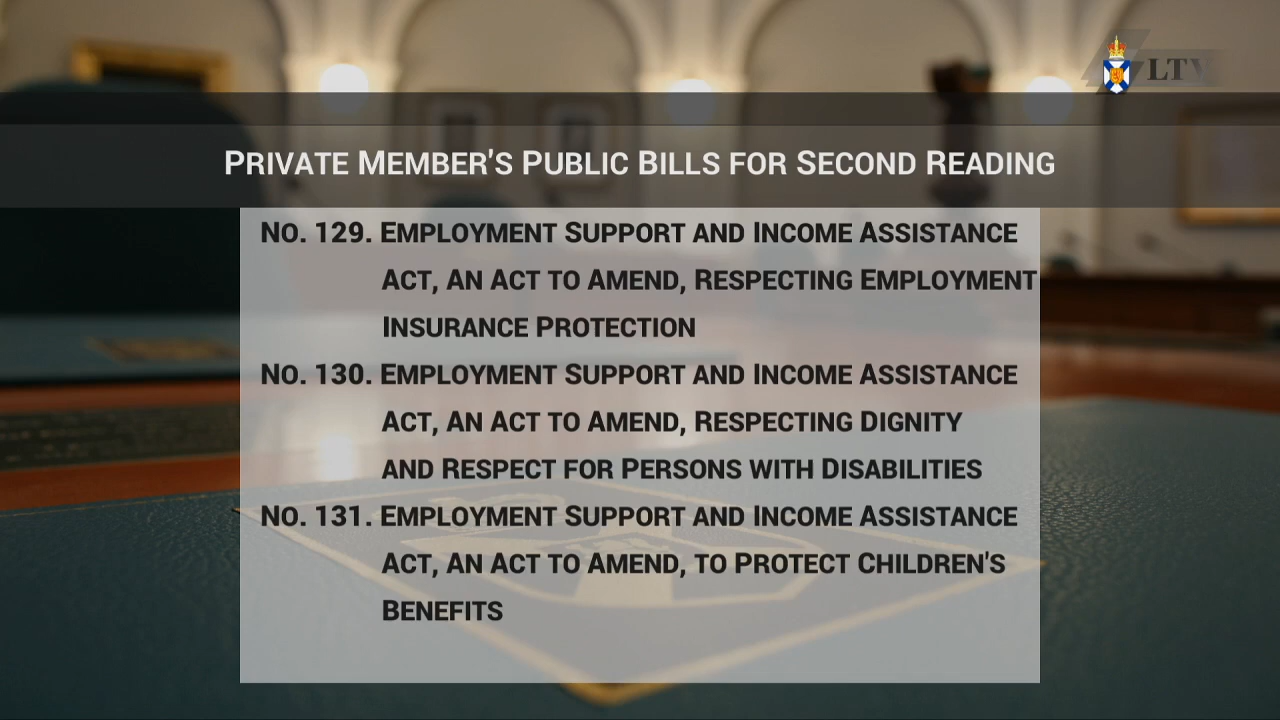 LTV
PRIVATE MEMBER'S PUBLIC BILLS FOR SECOND READING
NO. 129. EMPLOYMENT SUPPORT AND INCOME ASSISTANCE
ACT, AN ACT TO AMEND, RESPECTING EMPLOYMENT
INSURANCE PROTECTION
NO. 130. EMPLOYMENT SUPPORT AND INCOME ASSISTANCE
ACT, AN ACT TO AMEND, RESPECTING DIGNITY
AND RESPECT FOR PERSONS WITH DISABILITIES
NO. 131. EMPLOYMENT SUPPORT AND INCOME ASSISTANCE
ACT, AN ACT TO AMEND, TO PROTECT CHILDREN'S
BENEFITS